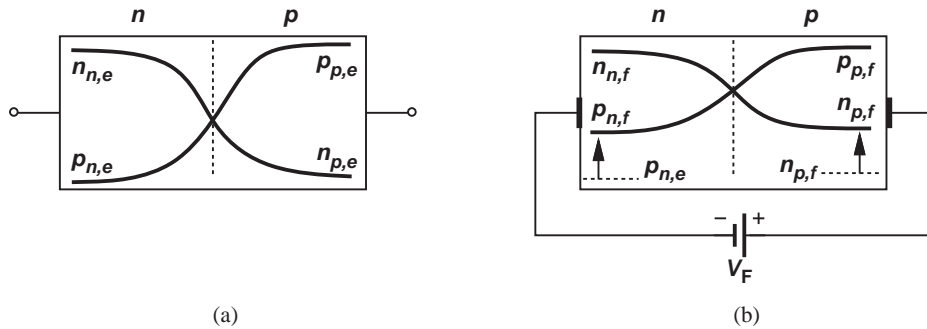 n p
n_{n,e} p_{p,e}
p_{n,e} n_{p,e}
(a)
n p
n_{n,f} p_{p,f}
p_{n,f} n_{p,f}
p_{n,e} n_{p,f}
− +
V_F
(b)